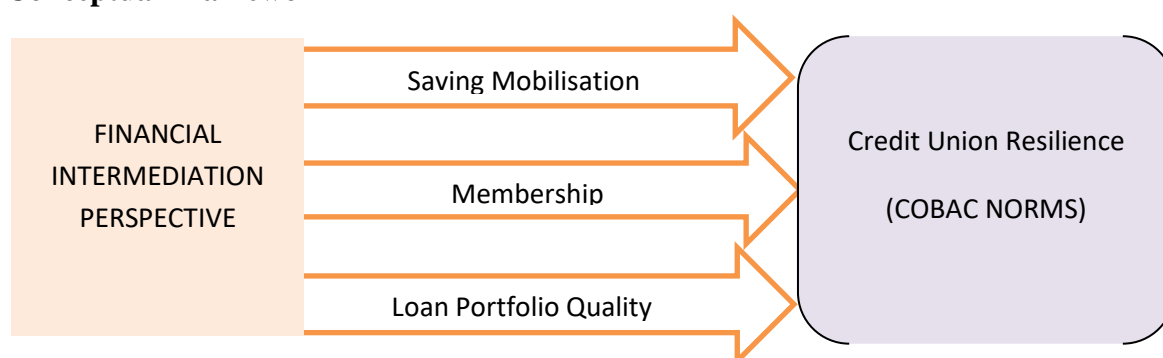 Saving Mobilisation
FINANCIAL
INTERMEDIATION
PERSPECTIVE
Membership
Loan Portfolio Quality
Credit Union Resilience
(COBAC NORMS)